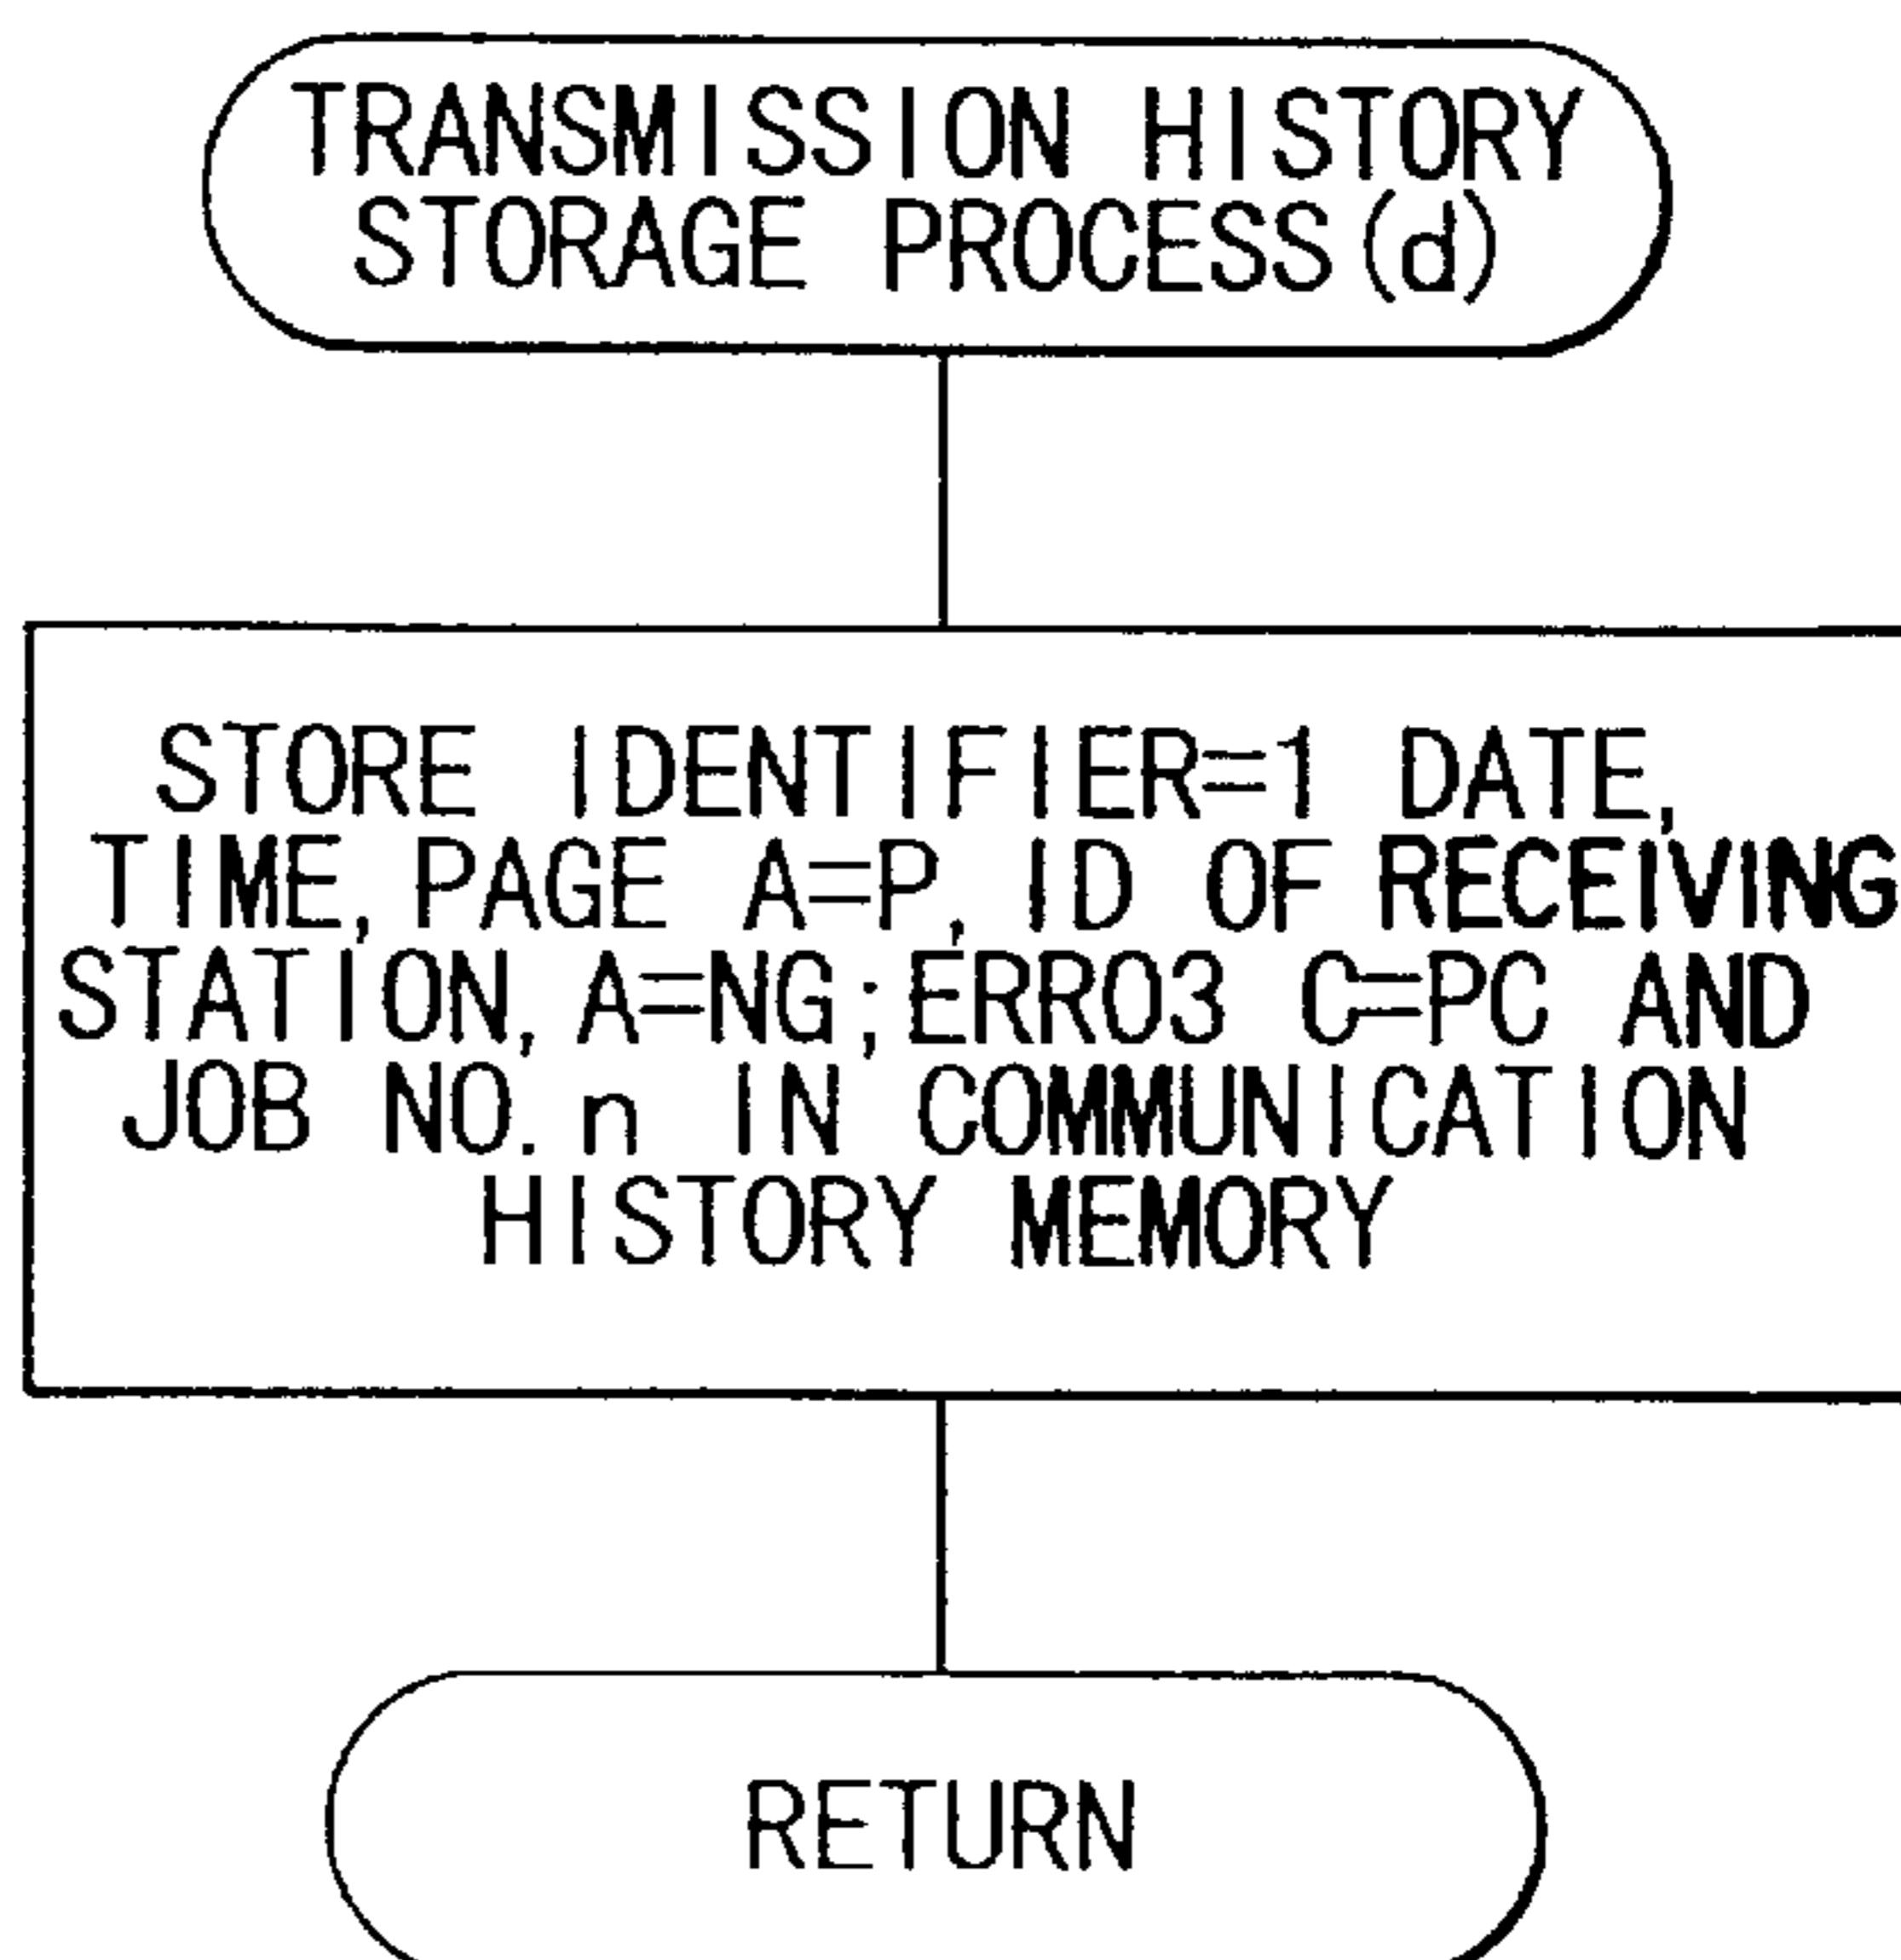 TRANSMISSION HISTORY
STORAGE PROCESS(d)
STORE IDENTIFIER=1 DATE,
TIME, PAGE A=P, ID OF RECEIVING
STATION, A=NG;ERR03 C=PC AND
JOB NO. n IN COMMUNICATION
HISTORY MEMORY
RETURN